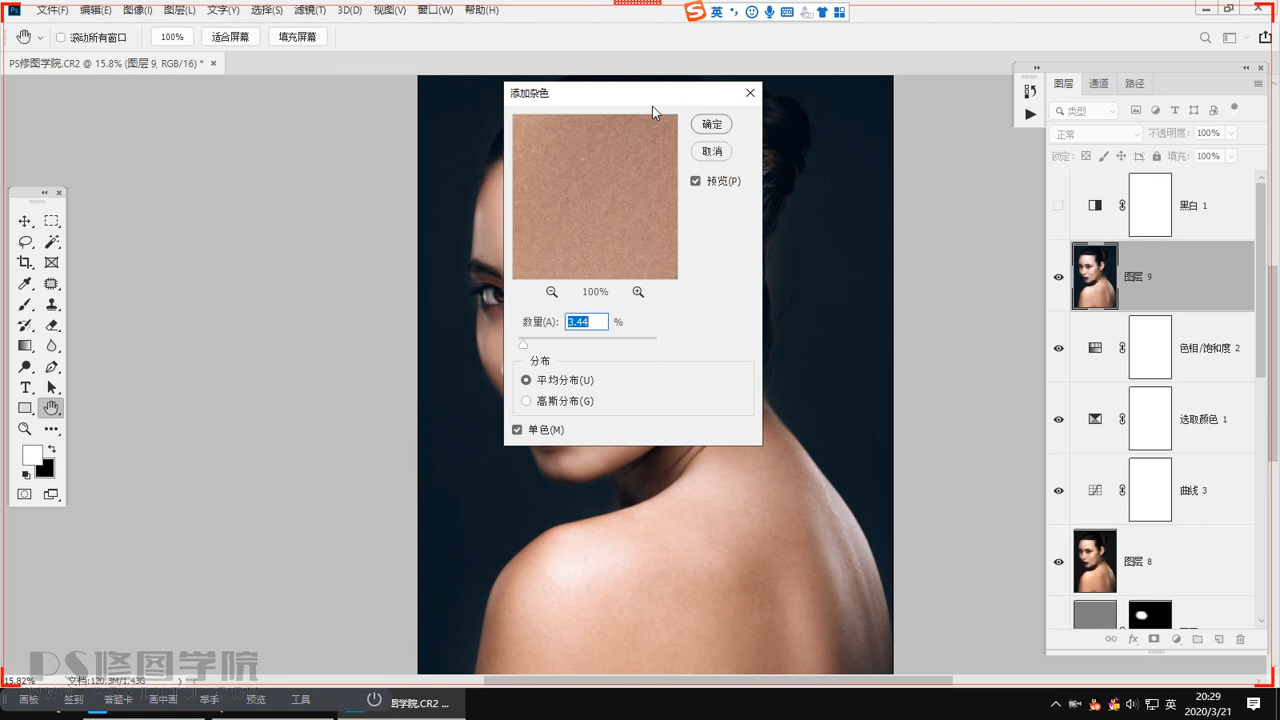 文件(F) 编辑(E) 图像(I) 图层(L) 文字(Y) 选择(S) 滤镜(T) 3D(D) 视图(V) 窗口(W) 帮助(H)
英
滚动所有窗口 100% 适合屏幕 填充屏幕
PS修图学院.CR2 @ 15.8% (图层 9, RGB/16) *
添加杂色
确定
取消
预览(P)
100%
数量(A): 3.44 %
分布
平均分布(U)
高斯分布(G)
单色(M)
图层 通道 路径
类型
正常 不透明度: 100%
锁定: 填充: 100%
黑白 1
图层 9
色相/饱和度 2
选取颜色 1
曲线 3
图层 8
PS修图学院
15.82% 文档:120.3M/1.43G
画板 签到 答题卡 画中画 举手 预览 工具
学院.CR2 ...
英
20:29
2020/3/21